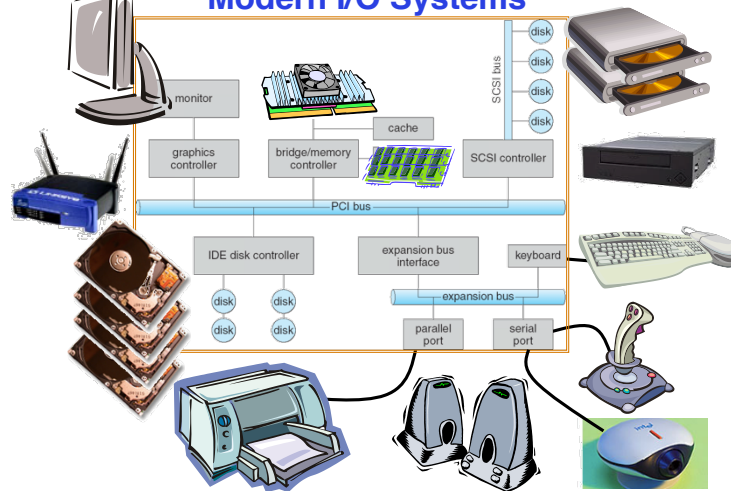 Modern I/O Systems
SCSI bus
disk
disk
disk
disk
monitor
cache
graphics
controller
bridge/memory
controller
SCSI controller
PCI bus
IDE disk controller
expansion bus
interface
keyboard
disk
disk
disk
disk
expansion bus
parallel
port
serial
port
intel